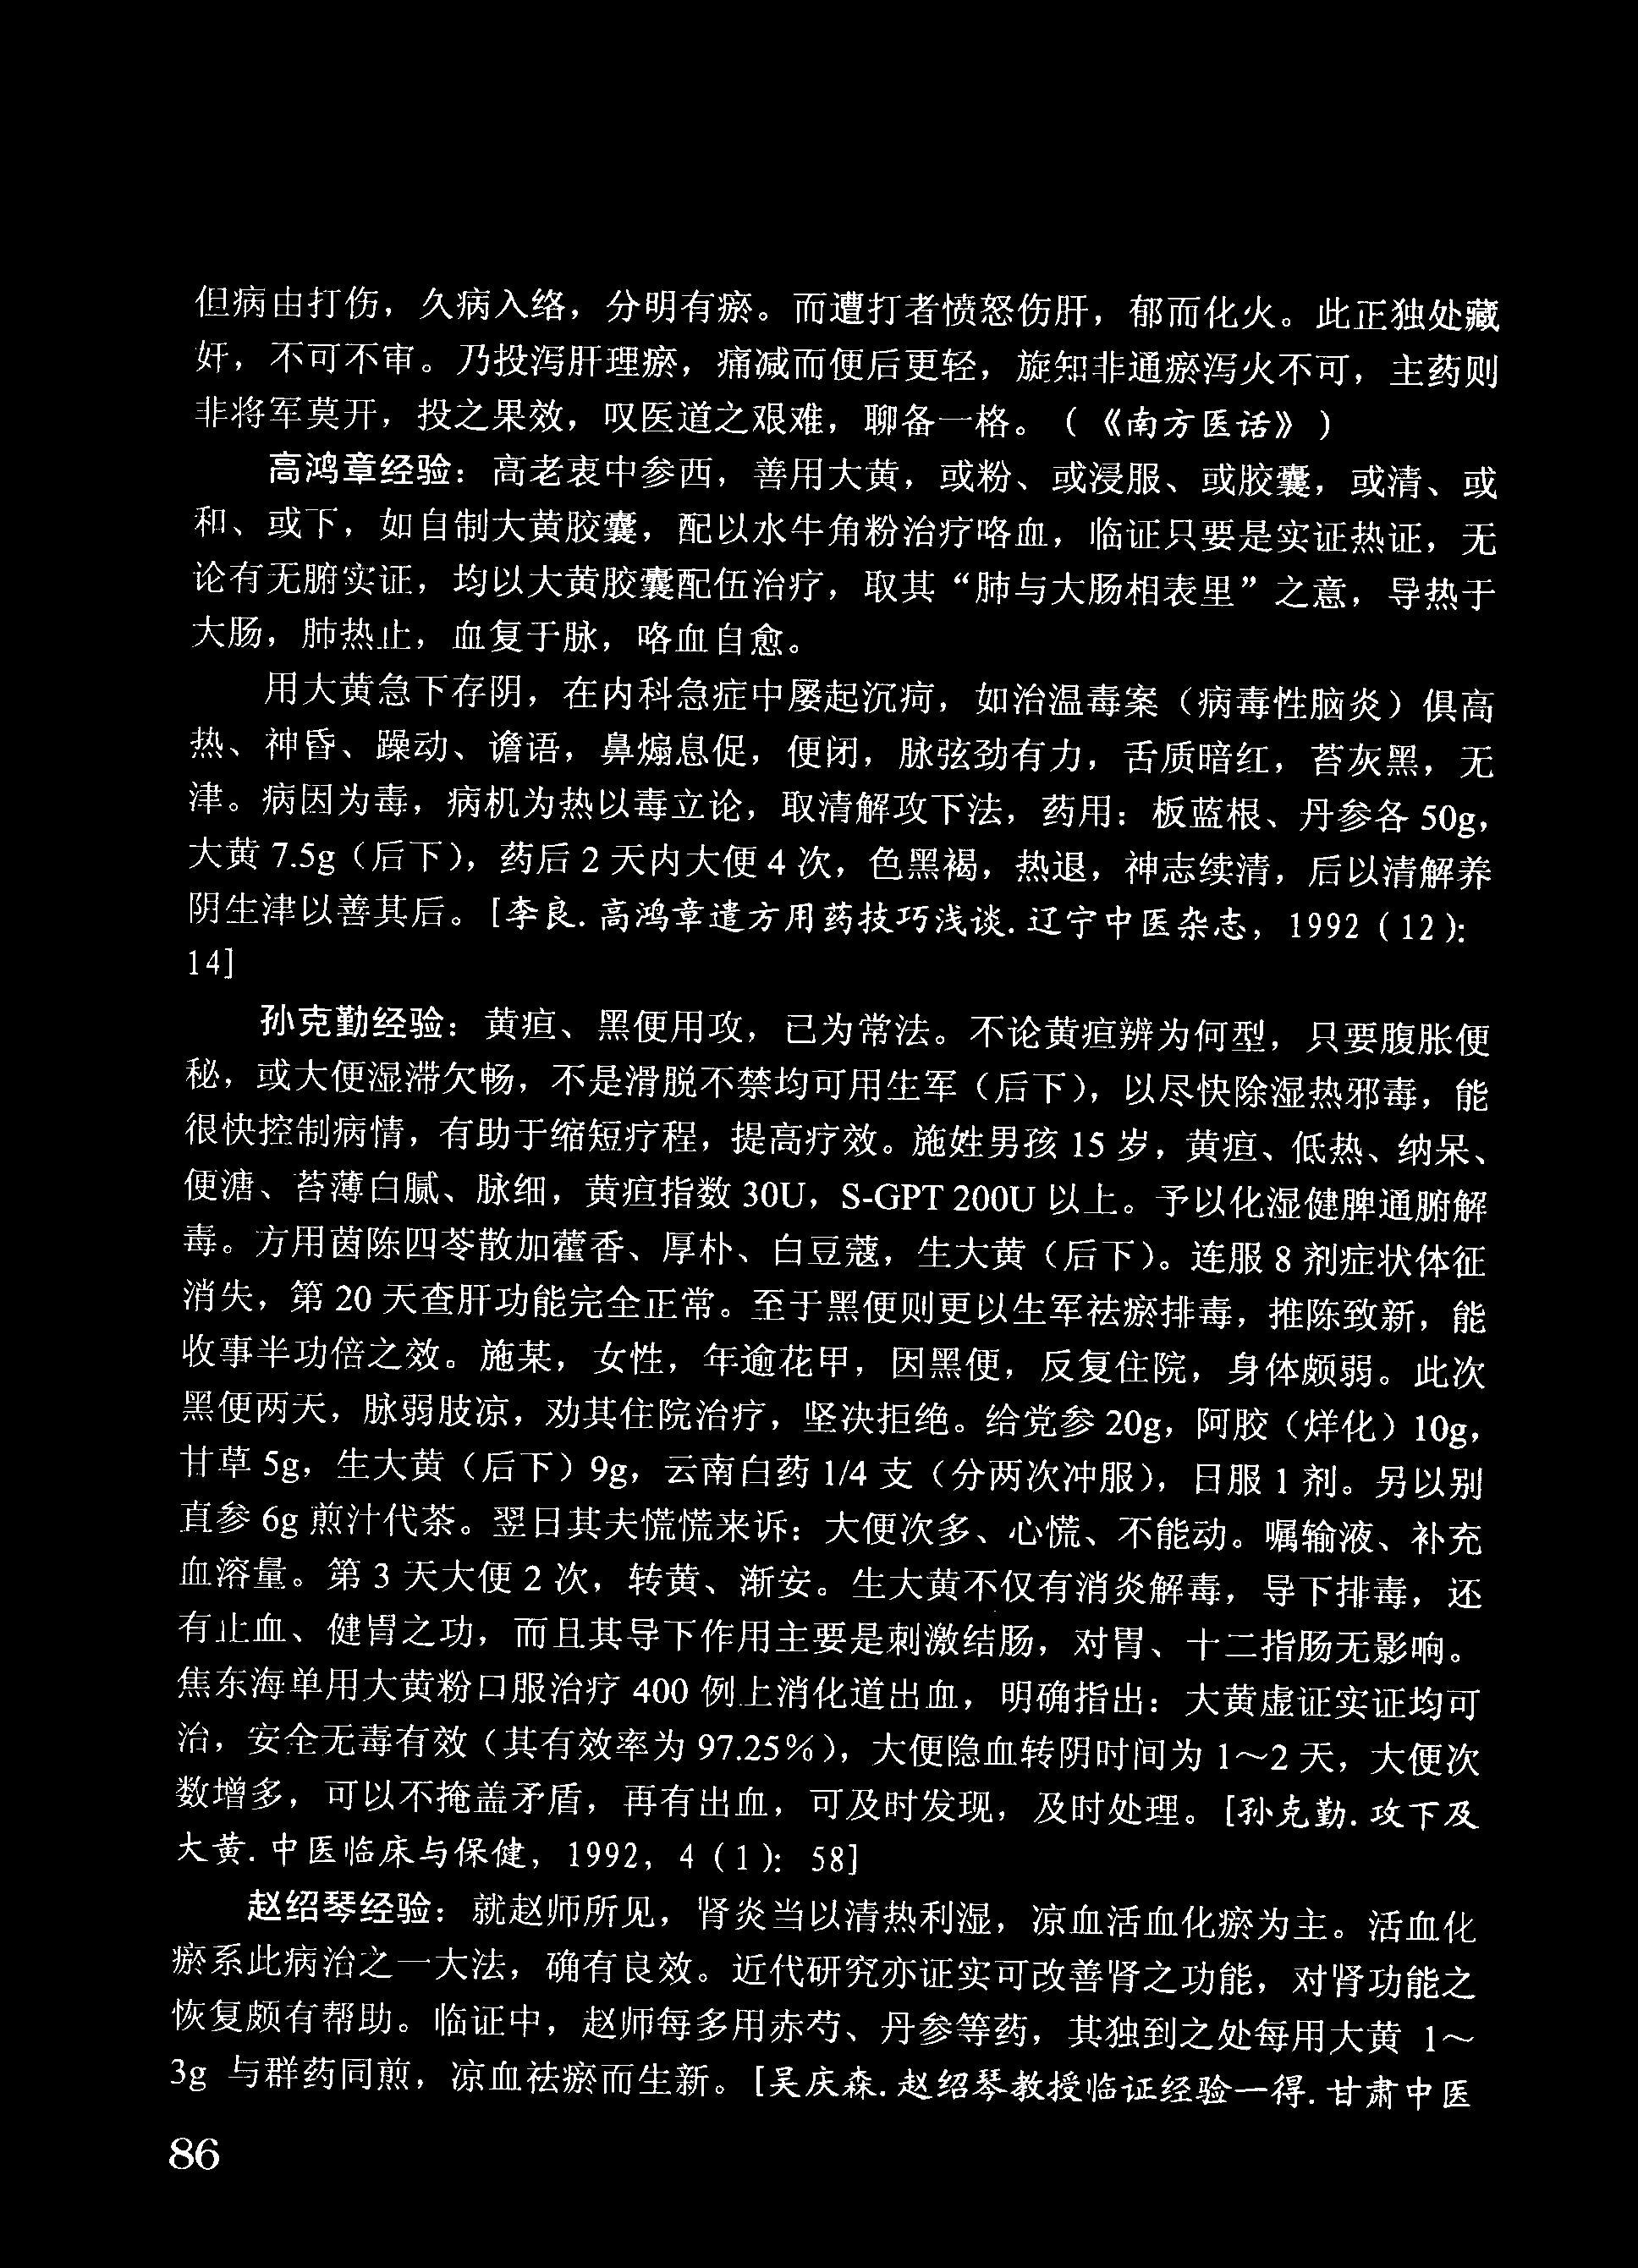 但病由打伤，久病入络，分明有瘀。而遭打者愤怒伤肝，郁而化火。此正独处藏
奸，不可不审。乃投泻肝理瘀，痛减而便后更轻，旋知非通瘀泻火不可，主药则
非将军莫开，投之果效，叹医道之艰难，聊备一格。（《南方医话》）
高鸿章经验：高老衷中参西，善用大黄，或粉、或浸服、或胶囊，或清、或
和、或下，如自制大黄胶囊，配以水牛角粉治疗咯血，临证只要是实证热证，无
论有无腑实证，均以大黄胶囊配伍治疗，取其“肺与大肠相表里”之意，导热于
大肠，肺热止，血复于脉，咯血自愈。
用大黄急下存阴，在内科急症中屡起沉疴，如治温毒案（病毒性脑炎）俱高
热、神昏、躁动、谵语，鼻煽息促，便闭，脉弦劲有力，舌质暗红，苔灰黑，无
津。病因为毒，病机为热以毒立论，取清解攻下法，药用：板蓝根、丹参各 50g，
大黄 7.5g（后下），药后 2 天内大便 4 次，色黑褐，热退，神志续清，后以清解养
阴生津以善其后。[李良. 高鸿章遣方用药技巧浅谈. 辽宁中医杂志，1992（12）：
14]
孙克勤经验：黄疸、黑便用攻，已为常法。不论黄疸辨为何型，只要腹胀便
秘，或大便湿滞欠畅，不是滑脱不禁均可用生军（后下），以尽快除湿热邪毒，能
很快控制病情，有助于缩短疗程，提高疗效。施姓男孩 15 岁，黄疸、低热、纳呆、
便溏、苔薄白腻、脉细，黄疸指数 30U，S-GPT 200U 以上。予以化湿健脾通腑解
毒。方用茵陈四苓散加藿香、厚朴、白豆蔻，生大黄（后下）。连服 8 剂症状体征
消失，第 20 天查肝功能完全正常。至于黑便则更以生军祛瘀排毒，推陈致新，能
收事半功倍之效。施某，女性，年逾花甲，因黑便，反复住院，身体颇弱。此次
黑便两天，脉弱肢凉，劝其住院治疗，坚决拒绝。给党参 20g，阿胶（烊化）10g，
甘草 5g，生大黄（后下）9g，云南白药 1/4 支（分两次冲服），日服 1 剂。另以别
直参 6g 煎汁代茶。翌日其夫慌慌来诉：大便次多、心慌、不能动。嘱输液、补充
血溶量。第 3 天大便 2 次，转黄、渐安。生大黄不仅有消炎解毒，导下排毒，还
有止血、健胃之功，而且其导下作用主要是刺激结肠，对胃、十二指肠无影响。
焦东海单用大黄粉口服治疗 400 例上消化道出血，明确指出：大黄虚证实证均可
治，安全无毒有效（其有效率为 97.25%），大便隐血转阴时间为 1～2 天，大便次
数增多，可以不掩盖矛盾，再有出血，可及时发现，及时处理。[孙克勤. 攻下及
大黄. 中医临床与保健，1992，4（1）：58]
赵绍琴经验：就赵师所见，肾炎当以清热利湿，凉血活血化瘀为主。活血化
瘀系此病治之一大法，确有良效。近代研究亦证实可改善肾之功能，对肾功能之
恢复颇有帮助。临证中，赵师每多用赤芍、丹参等药，其独到之处每用大黄 1～
3g 与群药同煎，凉血祛瘀而生新。[吴庆森. 赵绍琴教授临证经验一得. 甘肃中医
86